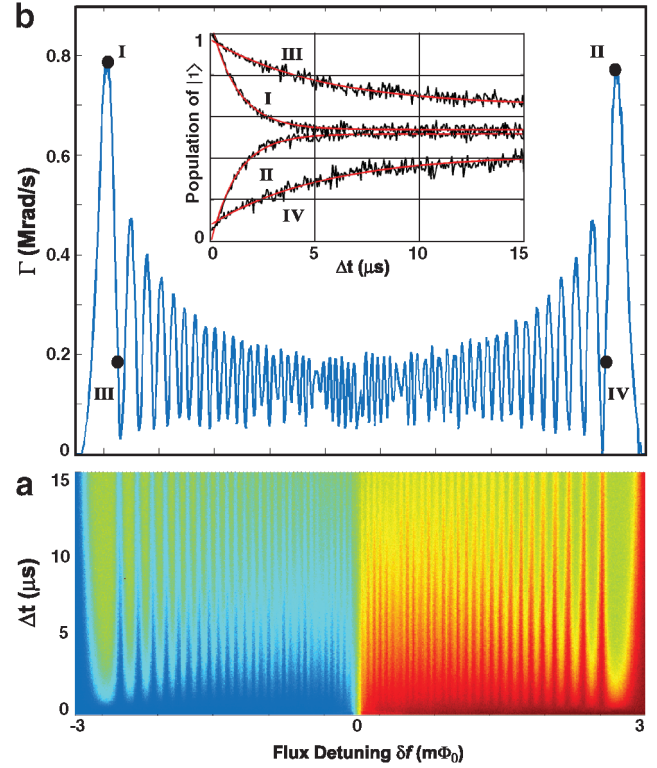 b
I
II
III
IV
0.8
0.6
0.4
0.2
0
Γ (Mrad/s)
Population of |1⟩
1
0
III
I
II
IV
0 5 10 15
Δt (μs)
a
15
10
5
0
Δt (μs)
-3 0 3
Flux Detuning δf (mΦ₀)